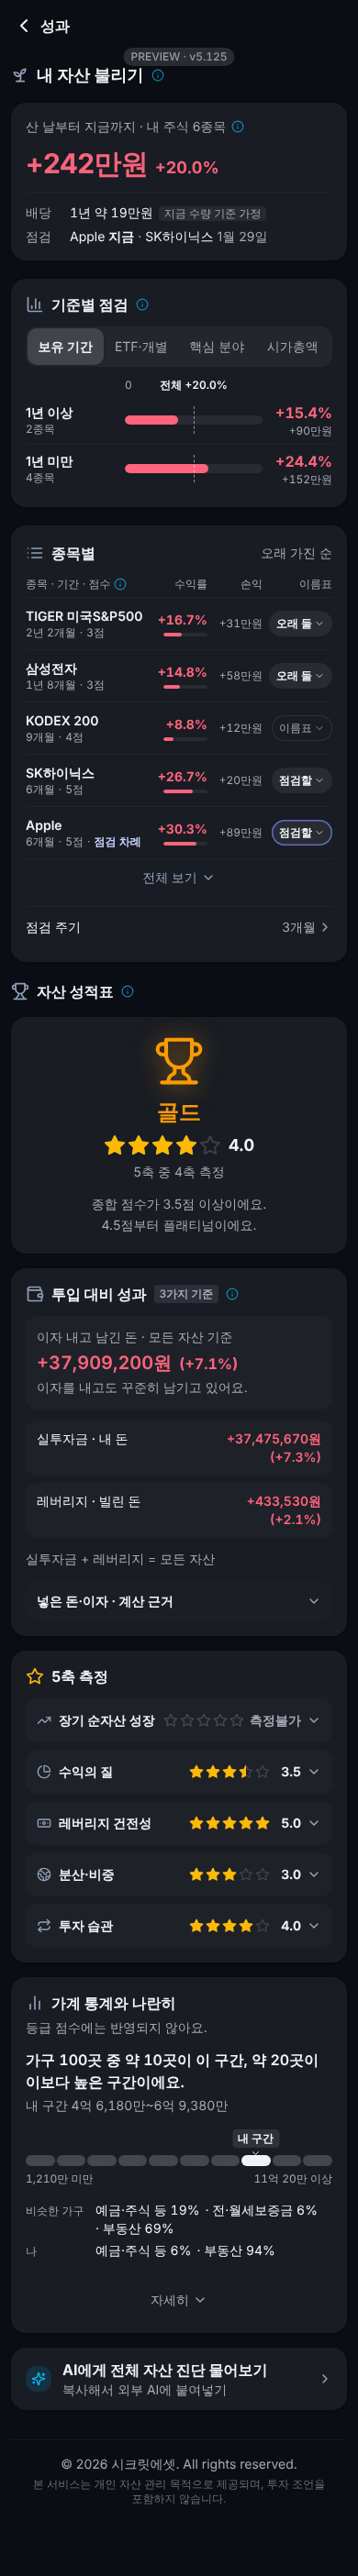 성과
PREVIEW · v5.125
내 자산 불리기
산 날부터 지금까지 · 내 주식 6종목
+242만원 +20.0%
배당 1년 약 19만원 지금 수량 기준 가정
점검 Apple 지금 · SK하이닉스 1월 29일
기준별 점검
보유 기간 ETF·개별 핵심 분야 시가총액
0 전체 +20.0%
1년 이상 +15.4%
2종목 +90만원
1년 미만 +24.4%
4종목 +152만원
종목별 오래 가진 순
종목 · 기간 · 점수 수익률 손익 이름표
TIGER 미국S&P500 +16.7% +31만원 오래 둘
2년 2개월 · 3점
삼성전자 +14.8% +58만원 오래 둘
1년 8개월 · 3점
KODEX 200 +8.8% +12만원 이름표
9개월 · 4점
SK하이닉스 +26.7% +20만원 점검할
6개월 · 5점
Apple +30.3% +89만원 점검할
6개월 · 5점 · 점검 차례
전체 보기
점검 주기 3개월
자산 성적표
골드
4.0
5축 중 4축 측정
종합 점수가 3.5점 이상이에요.
4.5점부터 플래티넘이에요.
투입 대비 성과 3가지 기준
이자 내고 남긴 돈 · 모든 자산 기준
+37,909,200원 (+7.1%)
이자를 내고도 꾸준히 남기고 있어요.
실투자금 · 내 돈 +37,475,670원
(+7.3%)
레버리지 · 빌린 돈 +433,530원
(+2.1%)
실투자금 + 레버리지 = 모든 자산
넣은 돈·이자 · 계산 근거
5축 측정
장기 순자산 성장 측정불가
수익의 질 3.5
레버리지 건전성 5.0
분산·비중 3.0
투자 습관 4.0
가계 통계와 나란히
등급 점수에는 반영되지 않아요.
가구 100곳 중 약 10곳이 이 구간, 약 20곳이
이보다 높은 구간이에요.
내 구간 4억 6,180만~6억 9,380만
내 구간
1,210만 미만 11억 20만 이상
비슷한 가구 예금·주식 등 19% · 전·월세보증금 6%
· 부동산 69%
나 예금·주식 등 6% · 부동산 94%
자세히
AI에게 전체 자산 진단 물어보기
복사해서 외부 AI에 붙여넣기
© 2026 시크릿에셋. All rights reserved.
본 서비스는 개인 자산 관리 목적으로 제공되며, 투자 조언을
포함하지 않습니다.